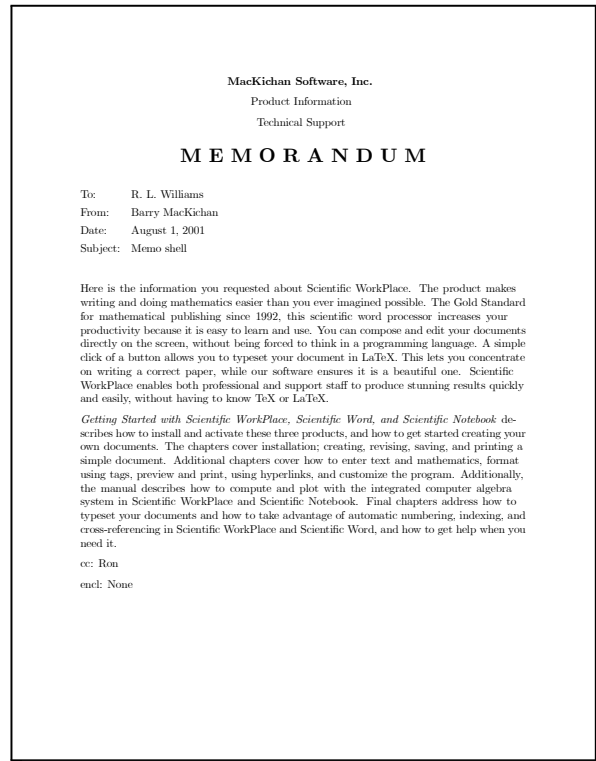 MacKichan Software, Inc.
Product Information
Technical Support
M E M O R A N D U M
To: R. L. Williams
From: Barry MacKichan
Date: August 1, 2001
Subject: Memo shell
Here is the information you requested about Scientific WorkPlace. The product makes
writing and doing mathematics easier than you ever imagined possible. The Gold Standard
for mathematical publishing since 1992, this scientific word processor increases your
productivity because it is easy to learn and use. You can compose and edit your documents
directly on the screen, without being forced to think in a programming language. A simple
click of a button allows you to typeset your document in LaTeX. This lets you concentrate
on writing a correct paper, while our software ensures it is a beautiful one. Scientific
WorkPlace enables both professional and support staff to produce stunning results quickly
and easily, without having to know TeX or LaTeX.
Getting Started with Scientific WorkPlace, Scientific Word, and Scientific Notebook de-
scribes how to install and activate these three products, and how to get started creating your
own documents. The chapters cover installation; creating, revising, saving, and printing a
simple document. Additional chapters cover how to enter text and mathematics, format
using tags, preview and print, using hyperlinks, and customize the program. Additionally,
the manual describes how to compute and plot with the integrated computer algebra
system in Scientific WorkPlace and Scientific Notebook. Final chapters address how to
typeset your documents and how to take advantage of automatic numbering, indexing, and
cross-referencing in Scientific WorkPlace and Scientific Word, and how to get help when you
need it.
cc: Ron
encl: None